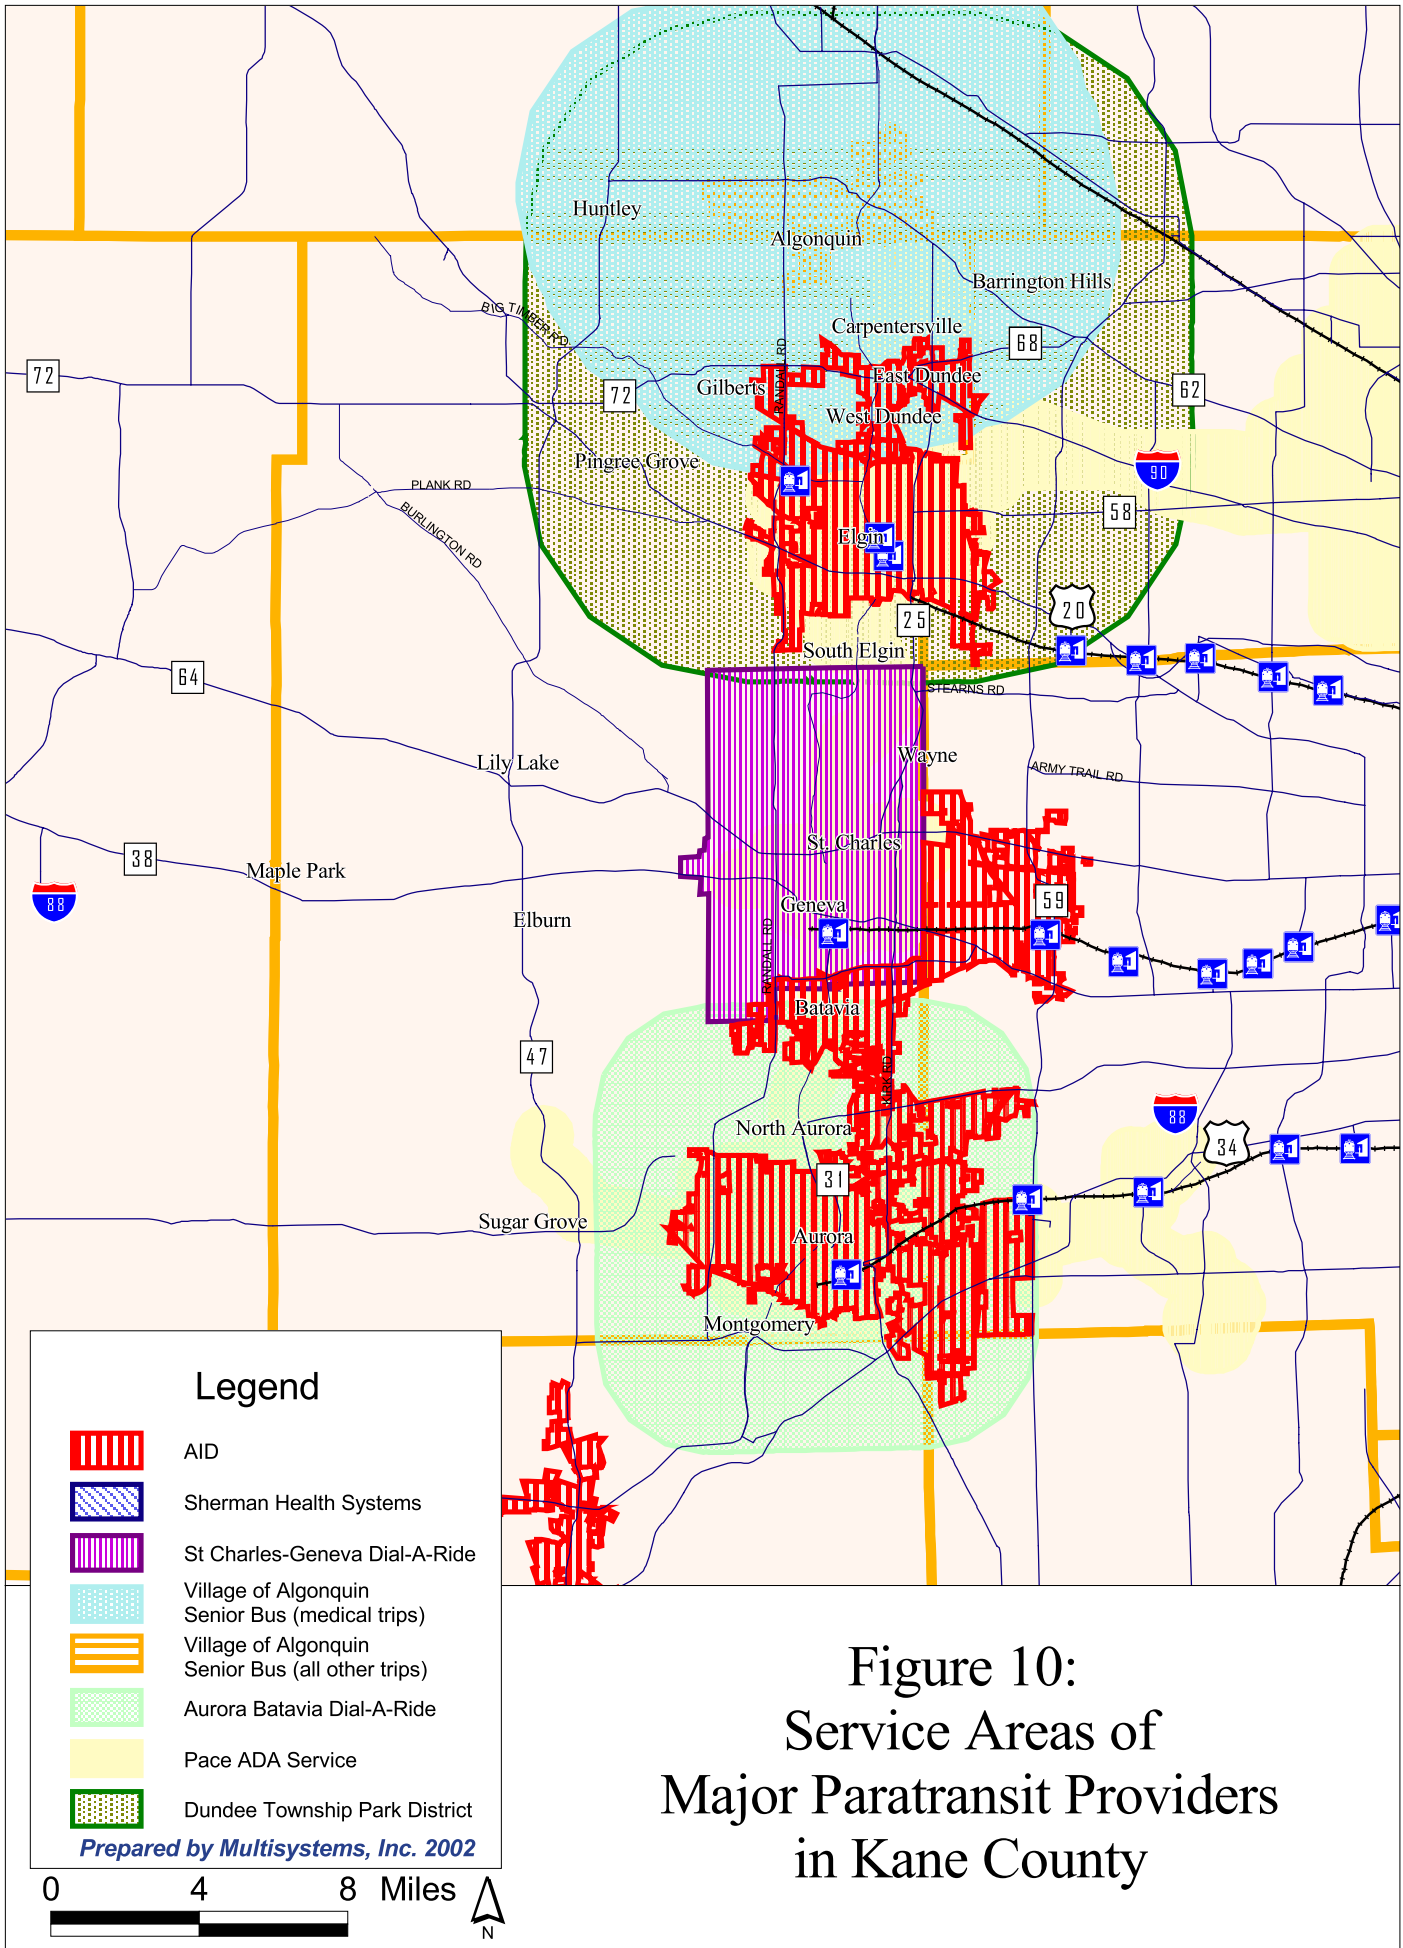 Huntley
Algonquin
Barrington Hills
BIG TIMBER RD
Carpentersville
68
72
RANDALL RD
72
Gilberts
East Dundee
62
West Dundee
Pingree Grove
90
PLANK RD
BURLINGTON RD
58
Elgin
20
25
South Elgin
64
STEARNS RD
Wayne
Lily Lake
ARMY TRAIL RD
St. Charles
38
Maple Park
88
59
Geneva
Elburn
RANDALL RD
Batavia
47
KIRK RD
88
North Aurora
34
31
Sugar Grove
Aurora
Montgomery
Legend
AID
Sherman Health Systems
St Charles-Geneva Dial-A-Ride
Village of Algonquin
Senior Bus (medical trips)
Village of Algonquin
Senior Bus (all other trips)
Aurora Batavia Dial-A-Ride
Pace ADA Service
Dundee Township Park District
Prepared by Multisystems, Inc. 2002
0 4 8 Miles
N
Figure 10:
Service Areas of
Major Paratransit Providers
in Kane County